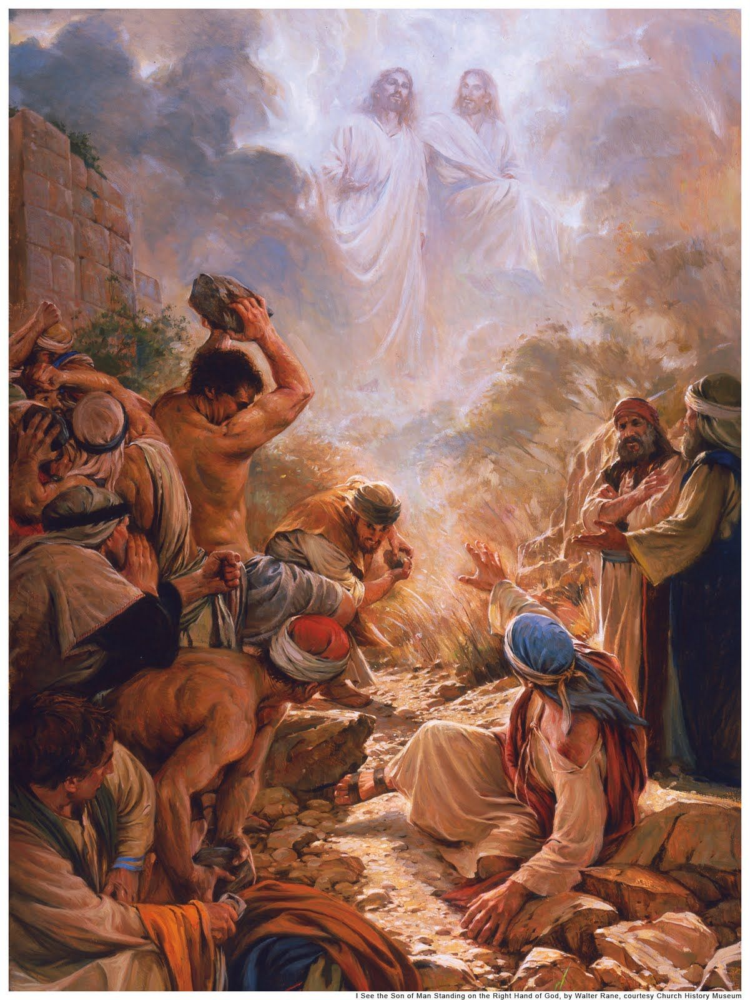 I See the Son of Man Standing on the Right Hand of God, by Walter Rane, courtesy Church History Museum